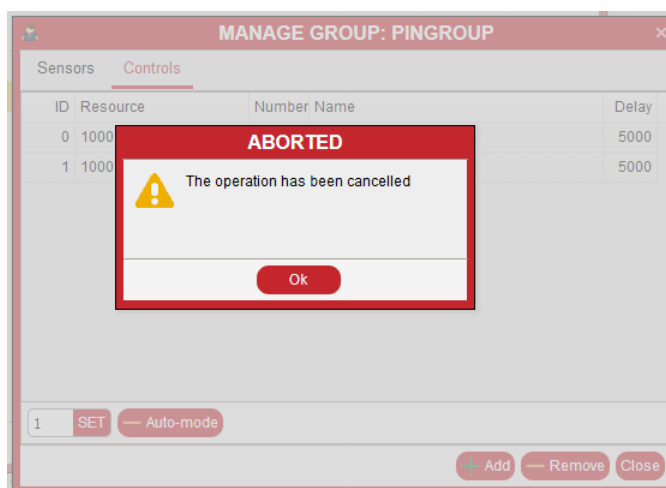 MANAGE GROUP: PINGROUP
Sensors Controls
ID Resource Number Name Delay
0 1000 5000
1 1000 5000
ABORTED
The operation has been cancelled
Ok
1 SET Auto-mode
Add Remove Close